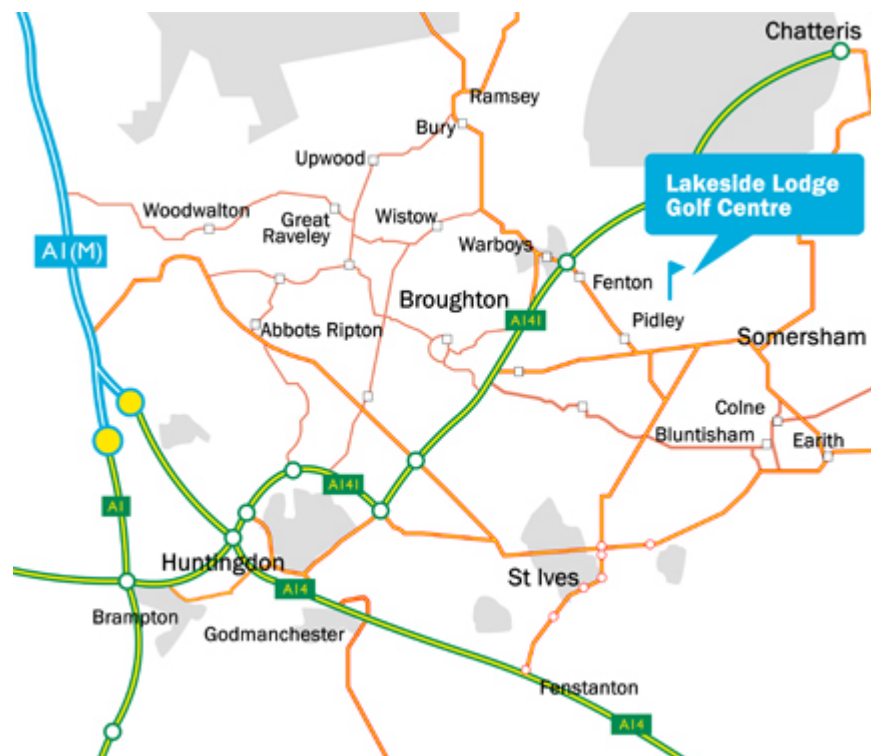 Chatteris
Ramsey
Bury
Upwood
Lakeside Lodge
Golf Centre
Woodwalton
Great
Raveley
Wistow
A1(M)
Warboys
Fenton
Broughton
Pidley
A141
Abbots Ripton
Somersham
Colne
Bluntisham
Earith
A141
A1
Huntingdon
St Ives
A14
Brampton
Godmanchester
Fenstanton
A14